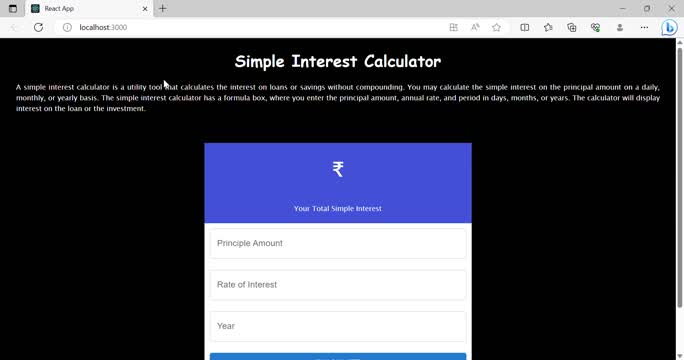 React App
localhost:3000
Simple Interest Calculator
A simple interest calculator is a utility tool that calculates the interest on loans or savings without compounding. You may calculate the simple interest on the principal amount on a daily,
monthly, or yearly basis. The simple interest calculator has a formula box, where you enter the principal amount, annual rate, and period in days, months, or years. The calculator will display
interest on the loan or the investment.
₹
Your Total Simple Interest
Principle Amount
Rate of Interest
Year